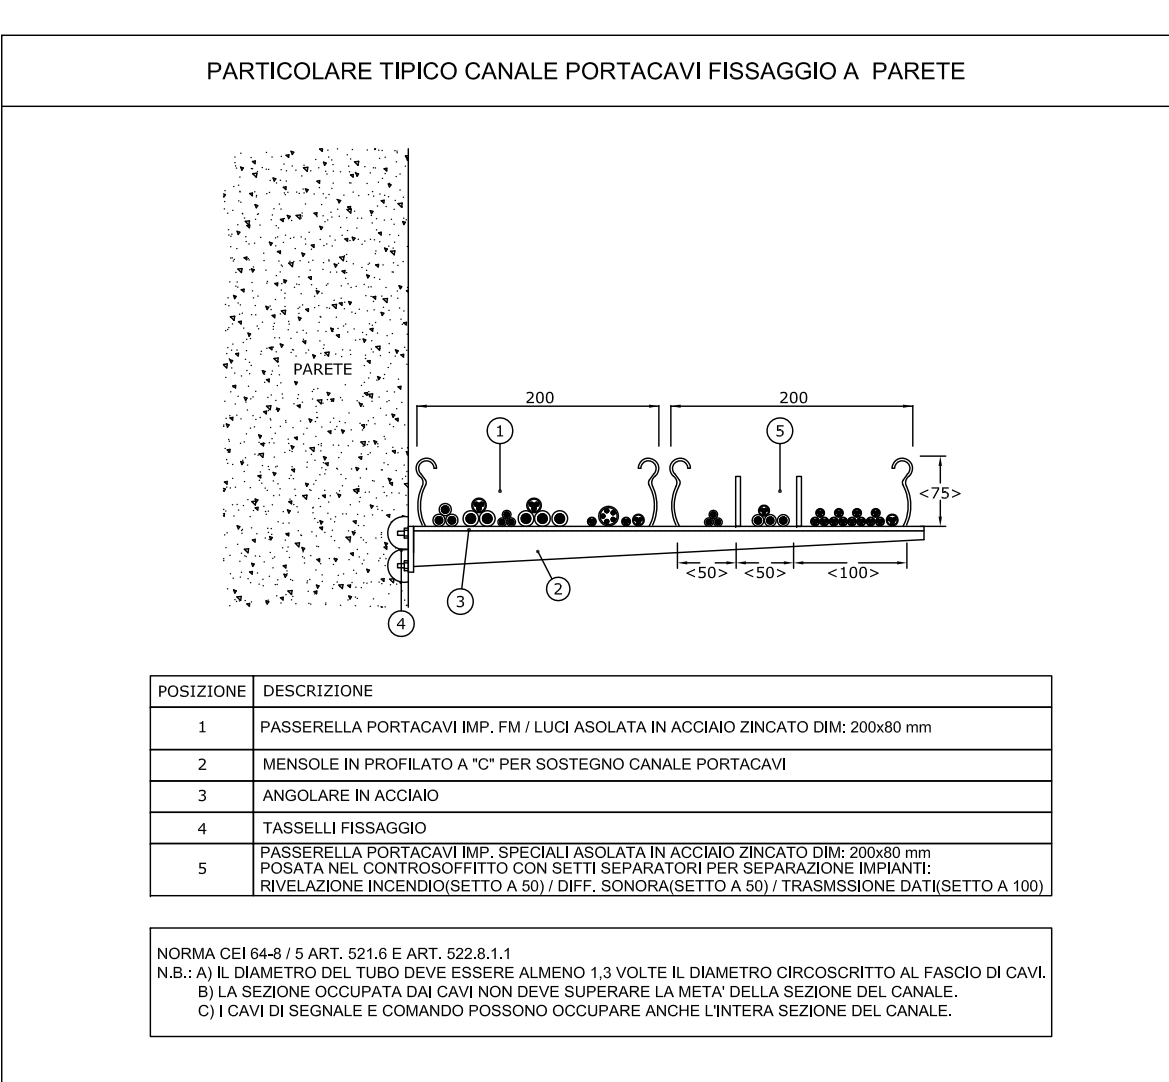 PARTICOLARE TIPICO CANALE PORTACAVI FISSAGGIO A PARETE
PARETE
200
200
1
5
<75>
<50>
<50>
<100>
2
3
4
POSIZIONE DESCRIZIONE
1 PASSERELLA PORTACAVI IMP. FM / LUCI ASOLATA IN ACCIAIO ZINCATO DIM: 200x80 mm
2 MENSOLE IN PROFILATO A "C" PER SOSTEGNO CANALE PORTACAVI
3 ANGOLARE IN ACCIAIO
4 TASSELLI FISSAGGIO
5 PASSERELLA PORTACAVI IMP. SPECIALI ASOLATA IN ACCIAIO ZINCATO DIM: 200x80 mm
POSATA NEL CONTROSOFFITTO CON SETTI SEPARATORI PER SEPARAZIONE IMPIANTI:
RIVELAZIONE INCENDIO(SETTO A 50) / DIFF. SONORA(SETTO A 50) / TRASMSSIONE DATI(SETTO A 100)
NORMA CEI 64-8 / 5 ART. 521.6 E ART. 522.8.1.1
N.B.: A) IL DIAMETRO DEL TUBO DEVE ESSERE ALMENO 1,3 VOLTE IL DIAMETRO CIRCOSCRITTO AL FASCIO DI CAVI.
B) LA SEZIONE OCCUPATA DAI CAVI NON DEVE SUPERARE LA META' DELLA SEZIONE DEL CANALE.
C) I CAVI DI SEGNALE E COMANDO POSSONO OCCUPARE ANCHE L'INTERA SEZIONE DEL CANALE.